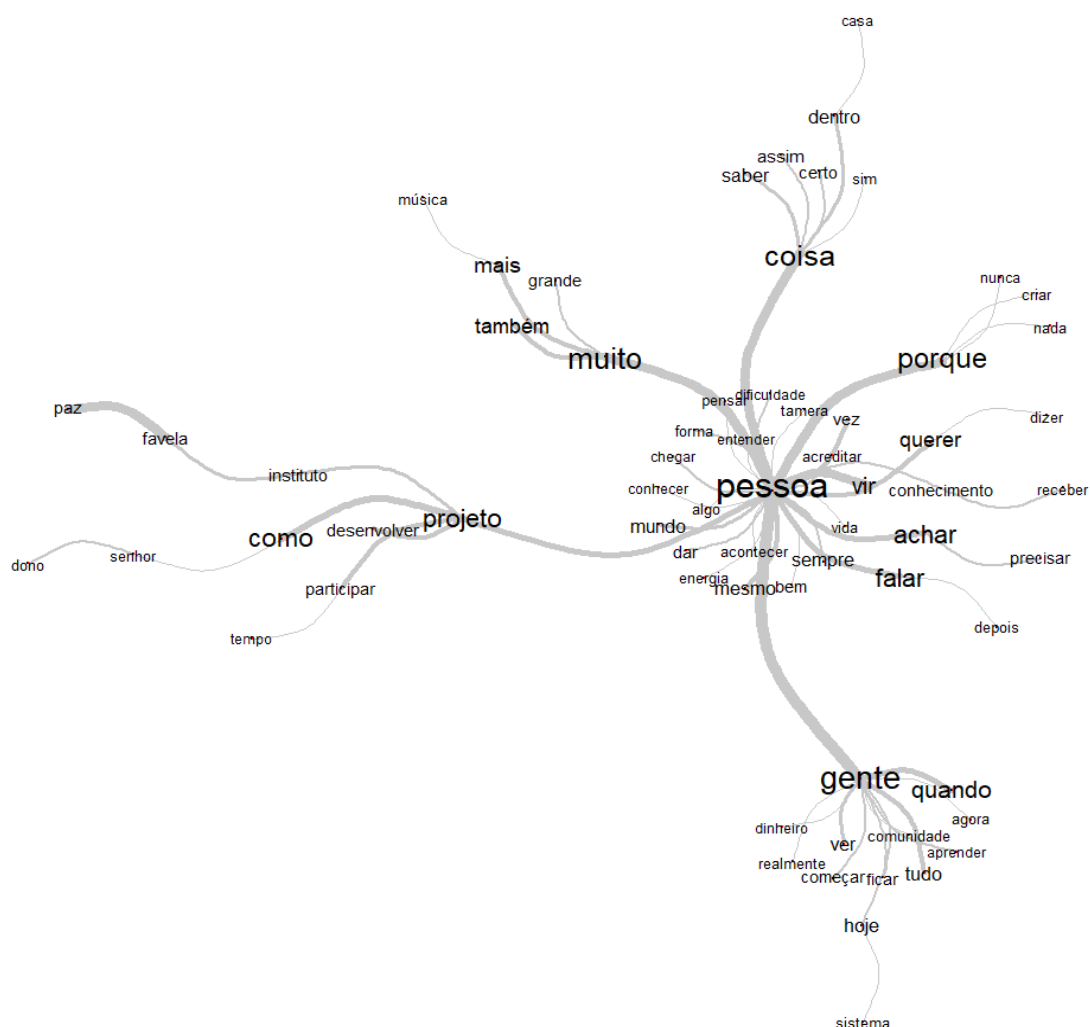 casa
dentro
assim
saber
certo
sim
música
coisa
mais
grande
nunca
criar
também
nada
muito
porque
pensar
dificuldade
paz
tamera
favela
forma
entender
vez
querer
dizer
chegar
acreditar
instituto
conhecer
pessoa
vir
conhecimento
receber
algo
projeto
mundo
vida
como
desenvolver
achar
dono
senhor
dar
acontecer
sempre
precisar
participar
energia
mesmo
bem
falar
tempo
depois
gente
quando
agora
dinheiro
ver
comunidade
aprender
realmente
começar
ficar
tudo
hoje
sistema